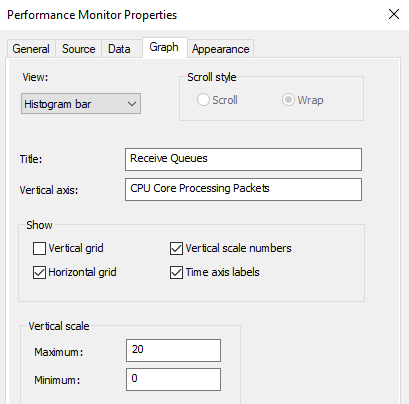 Performance Monitor Properties
General Source Data Graph Appearance
View:
Histogram bar
Scroll style
Scroll Wrap
Title: Receive Queues
Vertical axis: CPU Core Processing Packets
Show
Vertical grid Vertical scale numbers
Horizontal grid Time axis labels
Vertical scale
Maximum: 20
Minimum: 0